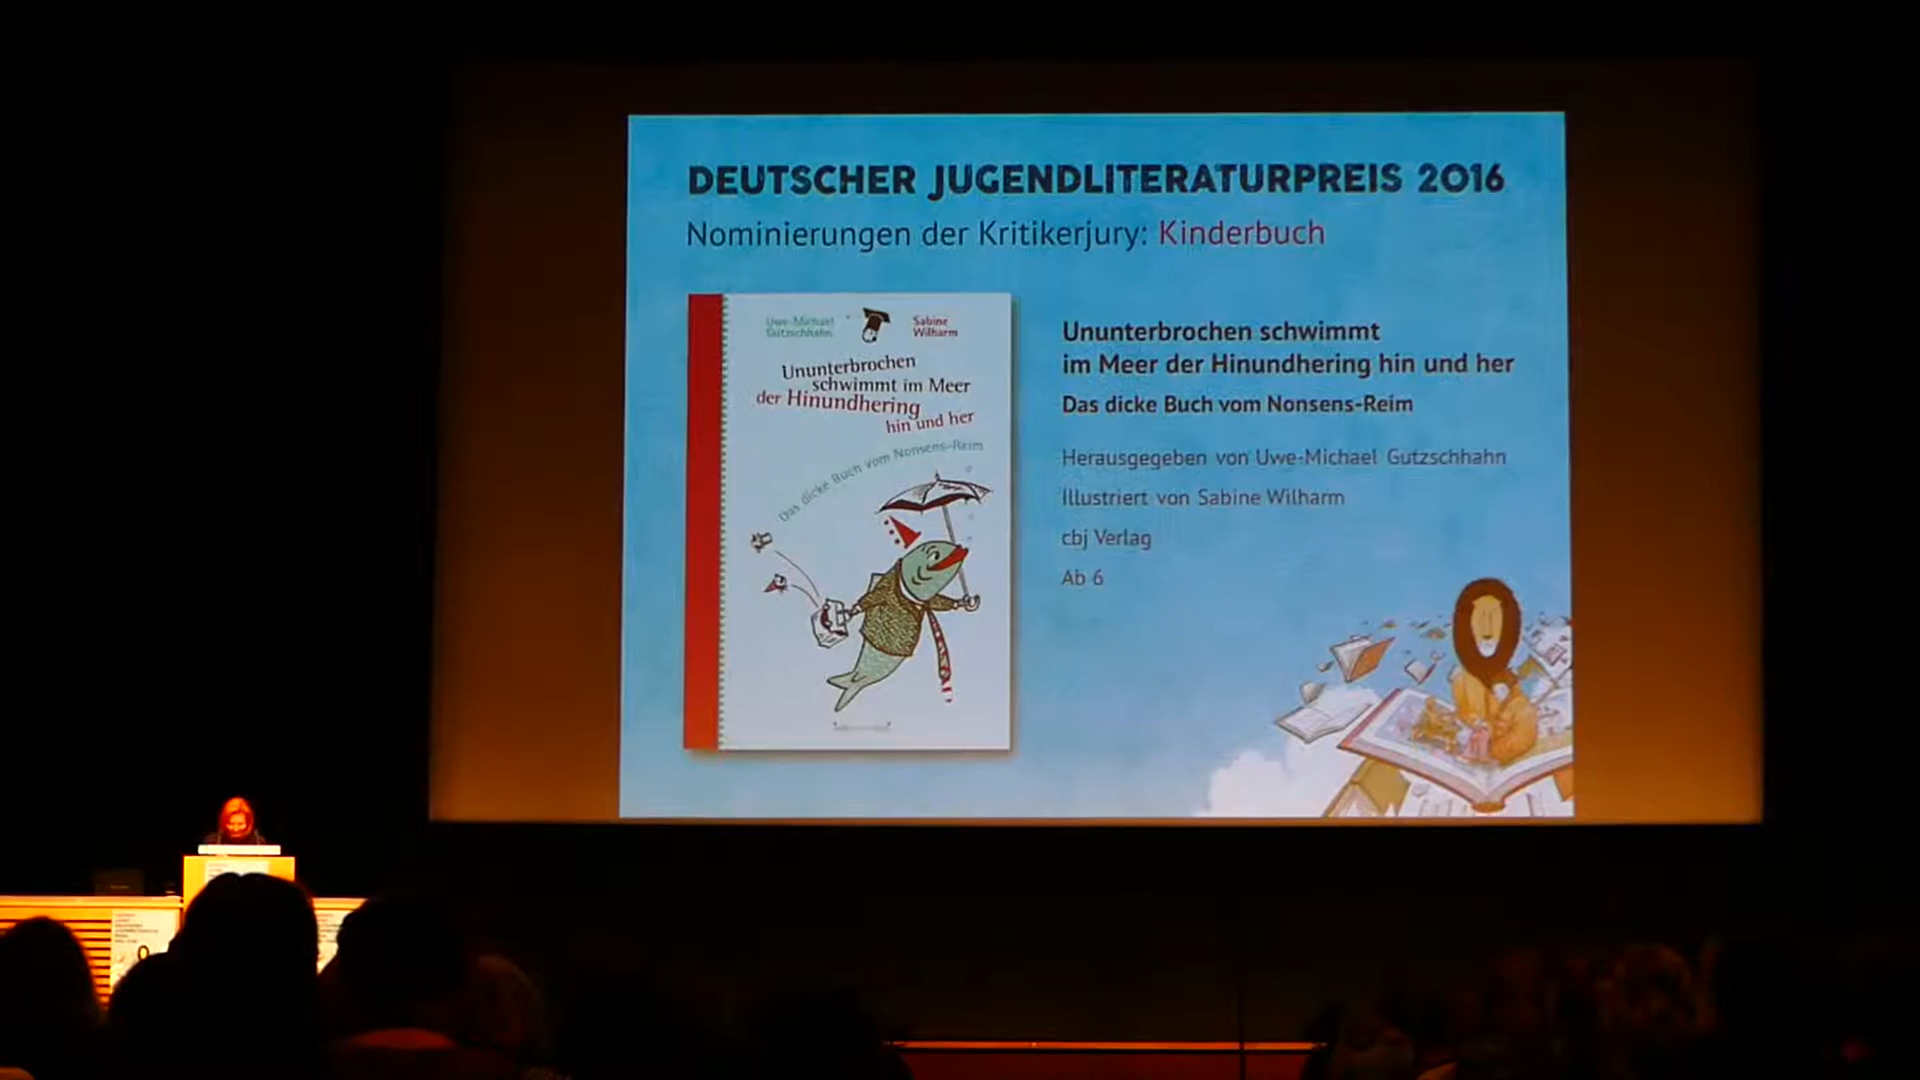 DEUTSCHER JUGENDLITERATURPREIS 2016
Nominierungen der Kritikerjury: Kinderbuch
Uwe-Michael
Gutzschhahn
Sabine
Wilharm
Ununterbrochen
schwimmt im Meer
der Hinundhering
hin und her
Das dicke Buch vom Nonsens-Reim
Ununterbrochen schwimmt
im Meer der Hinundhering hin und her
Das dicke Buch vom Nonsens-Reim
Herausgegeben von Uwe-Michael Gutzschhahn
Illustriert von Sabine Wilharm
cbj Verlag
Ab 6